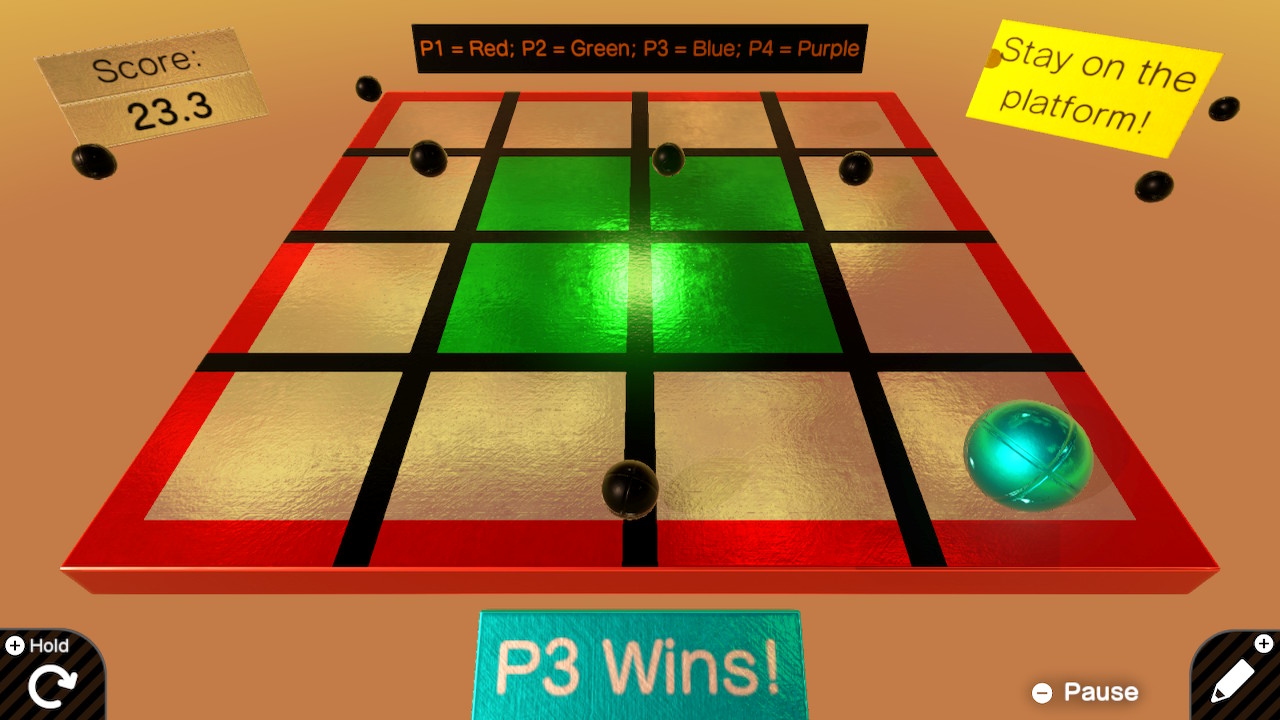 Score:
23.3
P1 = Red; P2 = Green; P3 = Blue; P4 = Purple
Stay on the
platform!
P3 Wins!
Hold
Pause